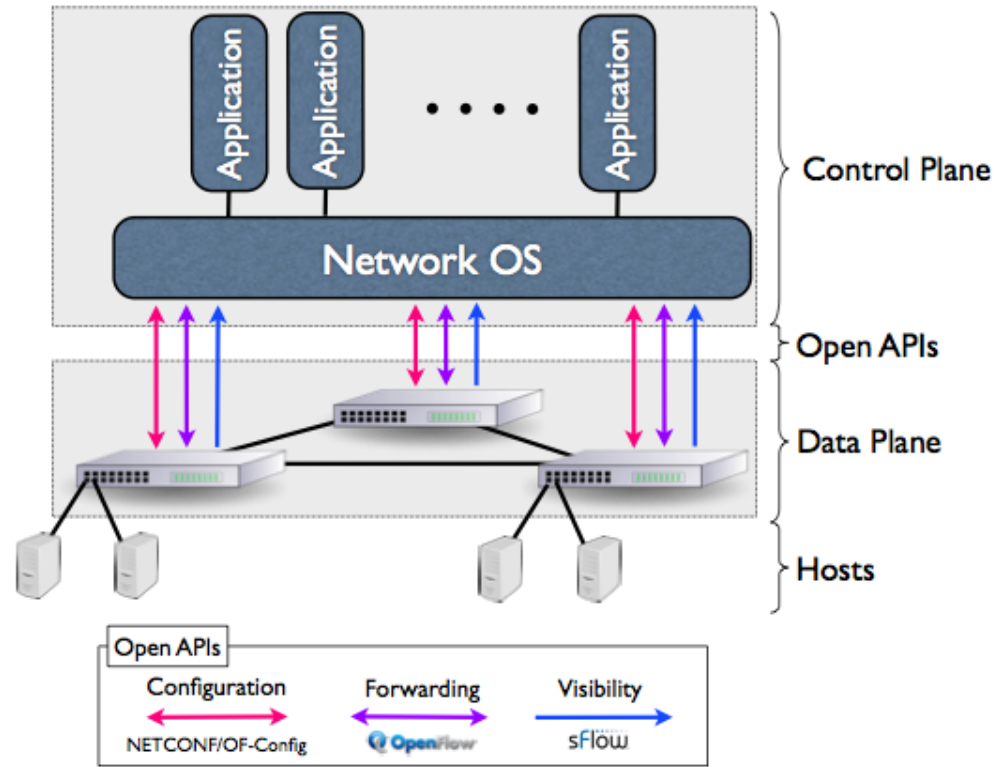 Application
Application
Application
Control Plane
Network OS
Open APIs
Data Plane
Hosts
Open APIs
Configuration
Forwarding
Visibility
NETCONF/OF-Config
OpenFlow
sFlow